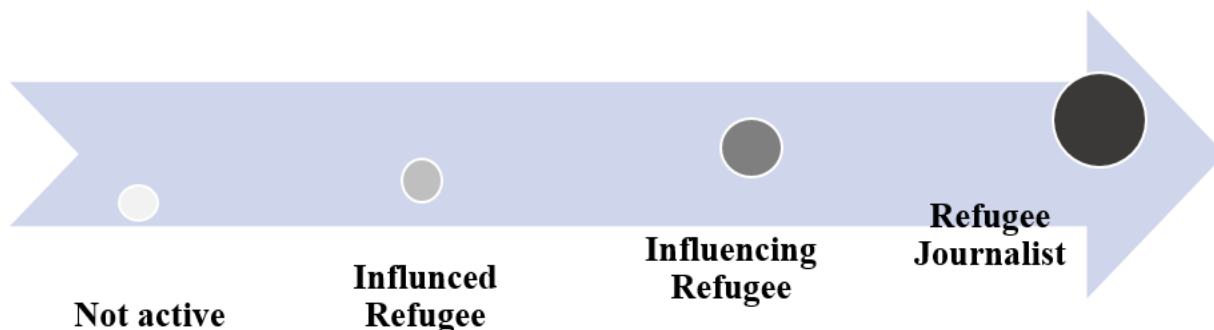 Not active
Influnced
Refugee
Influencing
Refugee
Refugee
Journalist